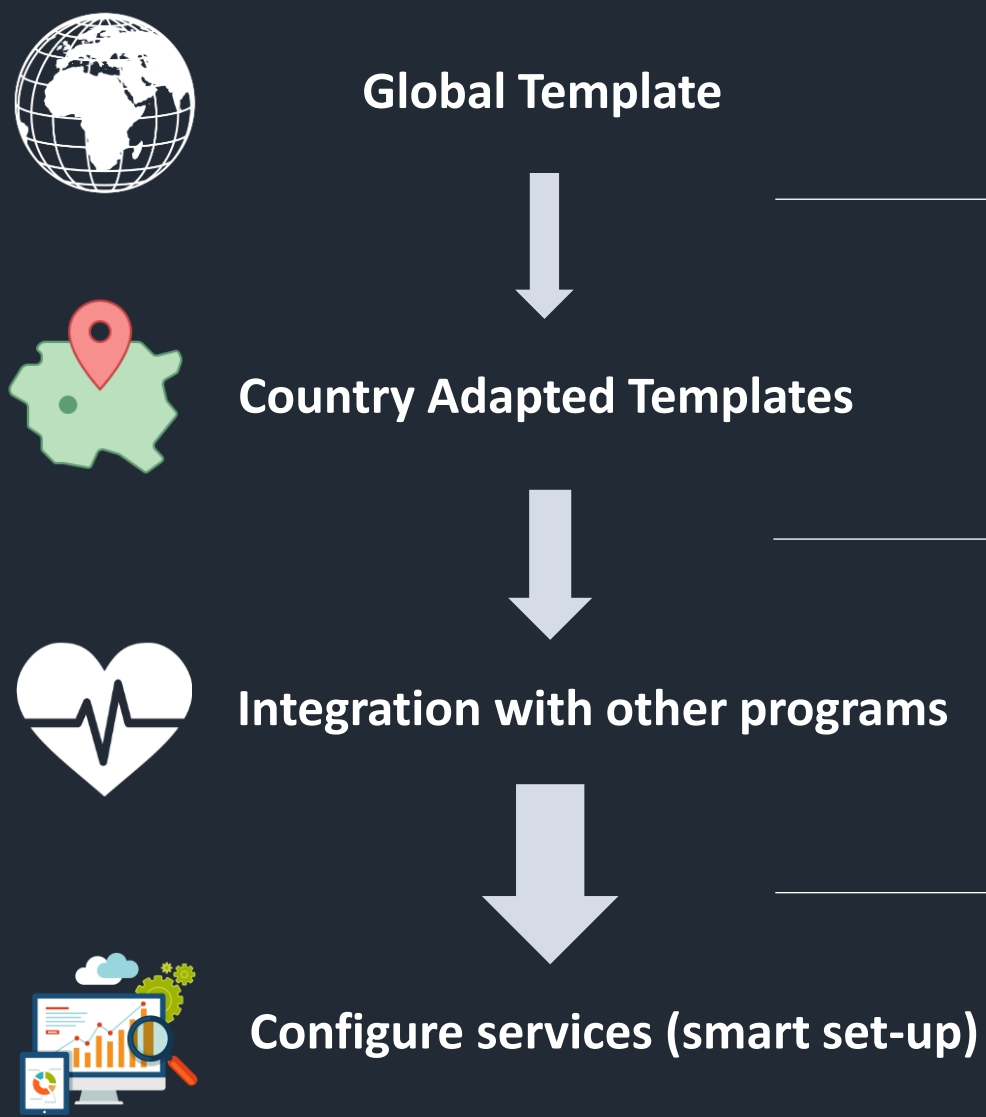 Global Template
Country Adapted Templates
Integration with other programs
Configure services (smart set-up)